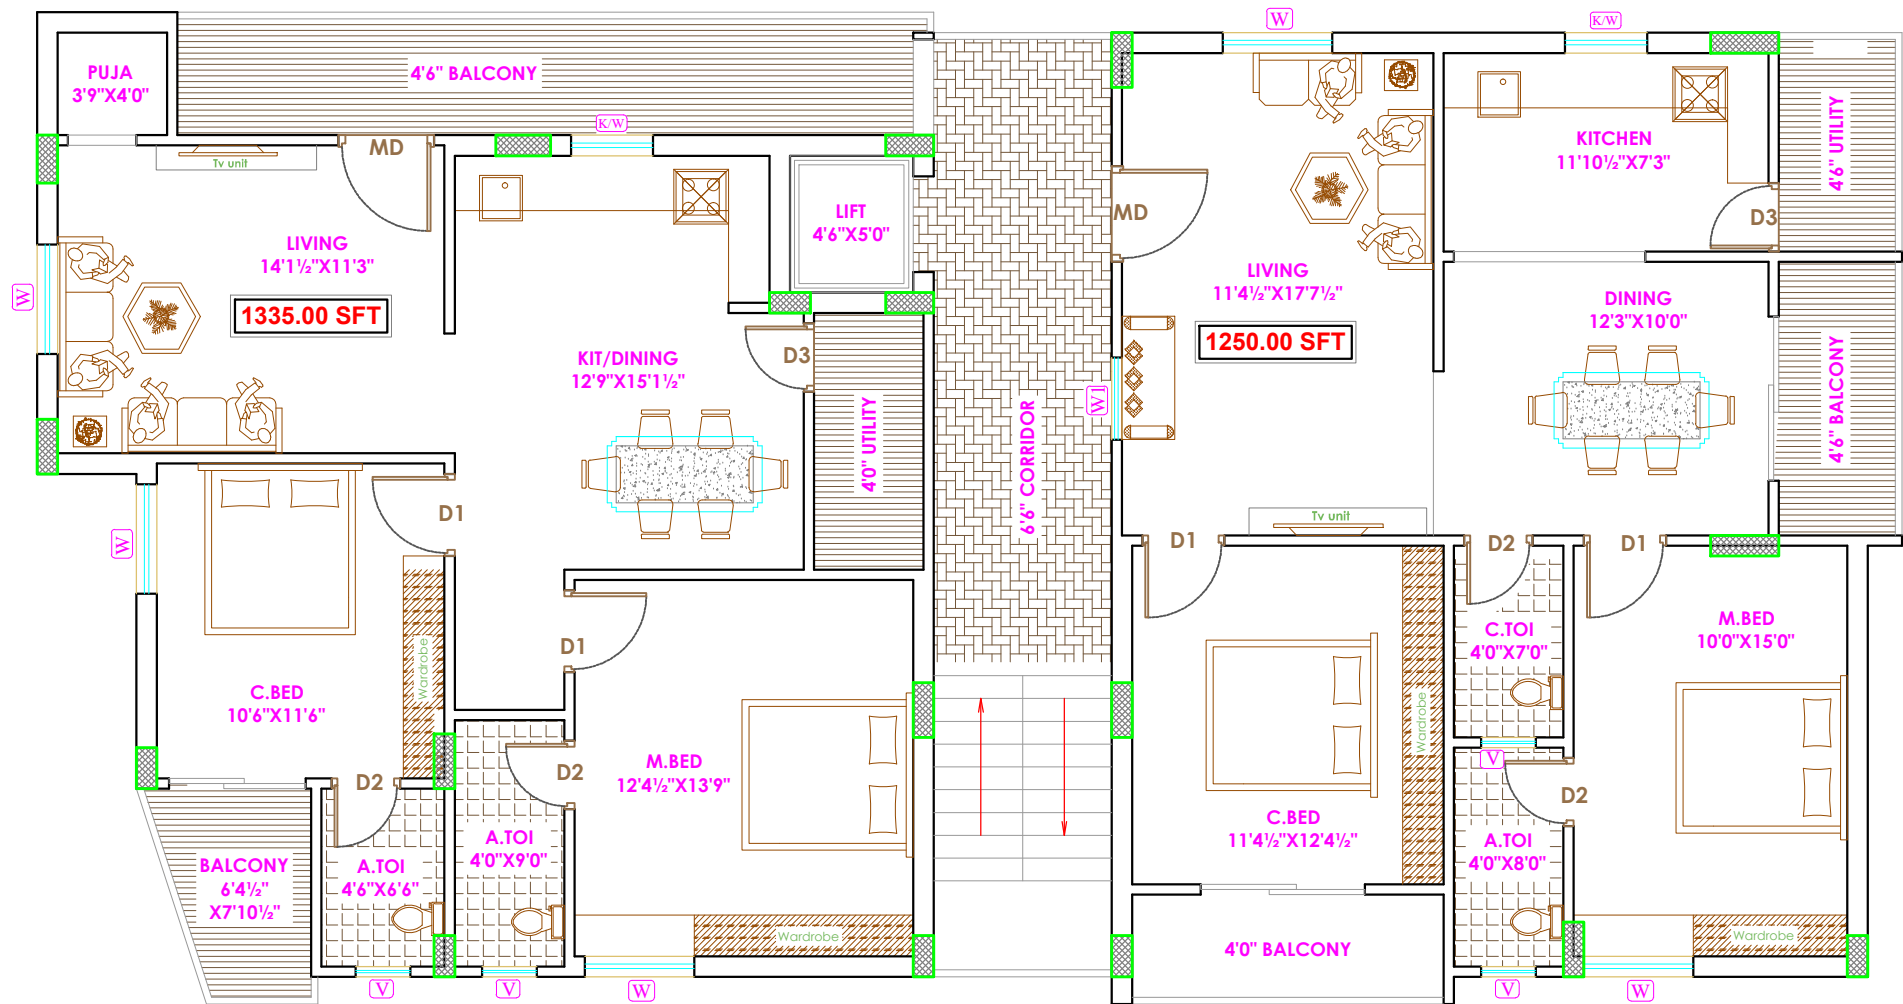 W
K/W
PUJA
3'9"X4'0"
4'6" BALCONY
K/W
MD
Tv unit
KITCHEN
11'10½"X7'3"
4'6" UTILITY
LIFT
4'6"X5'0"
MD
D3
LIVING
14'1½"X11'3"
1335.00 SFT
W
LIVING
11'4½"X17'7½"
1250.00 SFT
DINING
12'3"X10'0"
KIT/DINING
12'9"X15'1½"
D3
W1
4'6" BALCONY
4'0" UTILITY
6'6" CORRIDOR
D1
W
Tv unit
D1
D2
D1
D1
Wardrobe
C.BED
10'6"X11'6"
C.TOI
4'0"X7'0"
M.BED
10'0"X15'0"
Wardrobe
M.BED
12'4½"X13'9"
D2
D2
V
D2
C.BED
11'4½"X12'4½"
A.TOI
4'0"X9'0"
A.TOI
4'0"X8'0"
BALCONY
6'4½"
X7'10½"
A.TOI
4'6"X6'6"
Wardrobe
4'0" BALCONY
Wardrobe
V
V
W
V
W